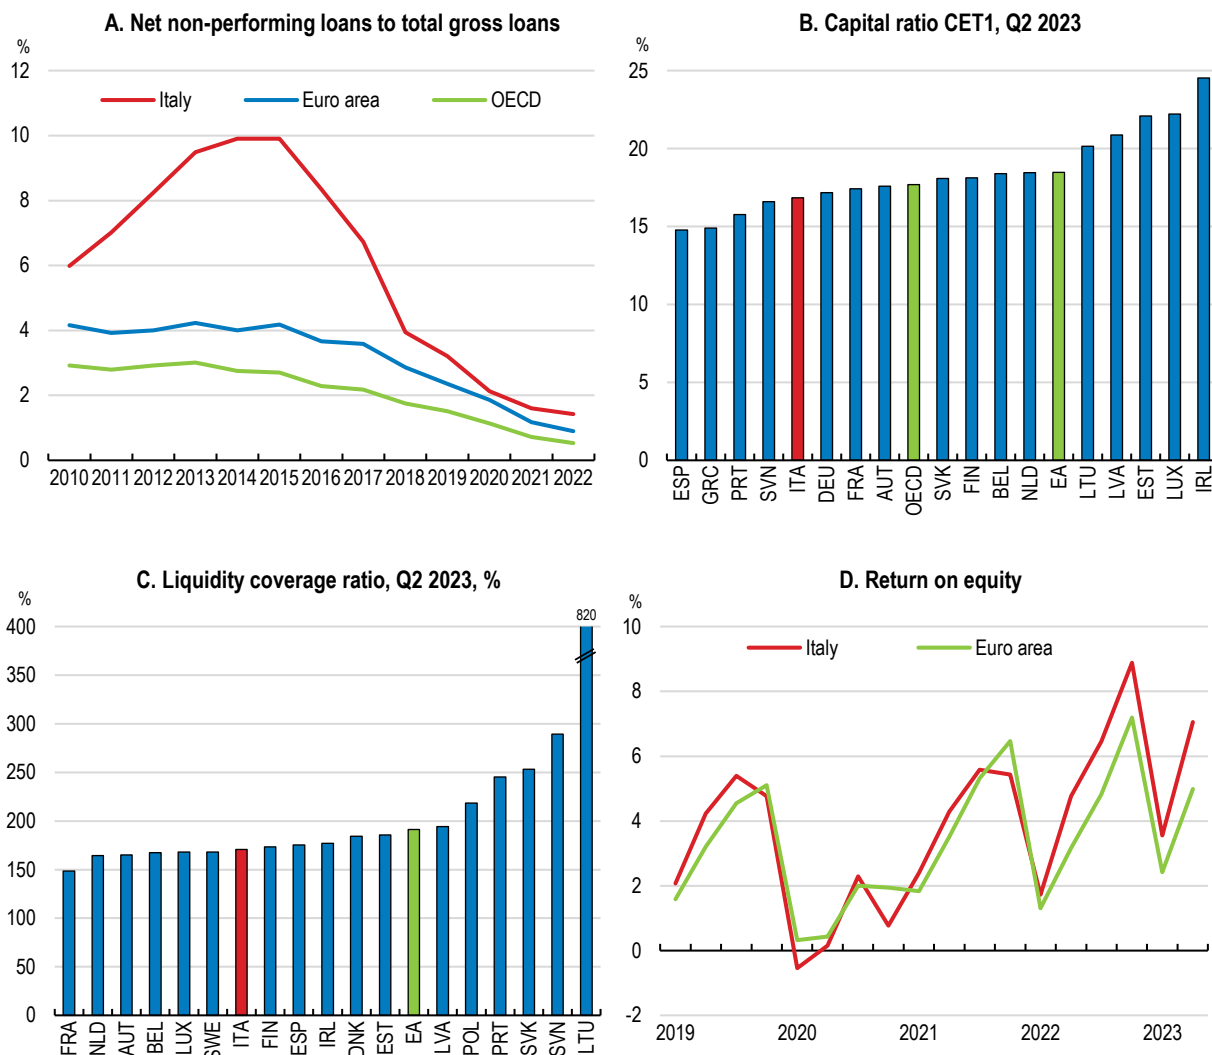 A. Net non-performing loans to total gross loans
%
12
10
8
6
4
2
0
Italy
Euro area
OECD
2010 2011 2012 2013 2014 2015 2016 2017 2018 2019 2020 2021 2022
B. Capital ratio CET1, Q2 2023
%
25
20
15
10
5
0
ESP
GRC
PRT
SVN
ITA
DEU
FRA
AUT
OECD
SVK
FIN
BEL
NLD
EA
LTU
LVA
EST
LUX
IRL
C. Liquidity coverage ratio, Q2 2023, %
%
400
350
300
250
200
150
100
50
0
820
FRA
NLD
AUT
BEL
LUX
SWE
ITA
FIN
ESP
IRL
DNK
EST
EA
LVA
POL
PRT
SVK
SVN
LTU
D. Return on equity
%
10
8
6
4
2
0
-2
Italy
Euro area
2019
2020
2021
2022
2023